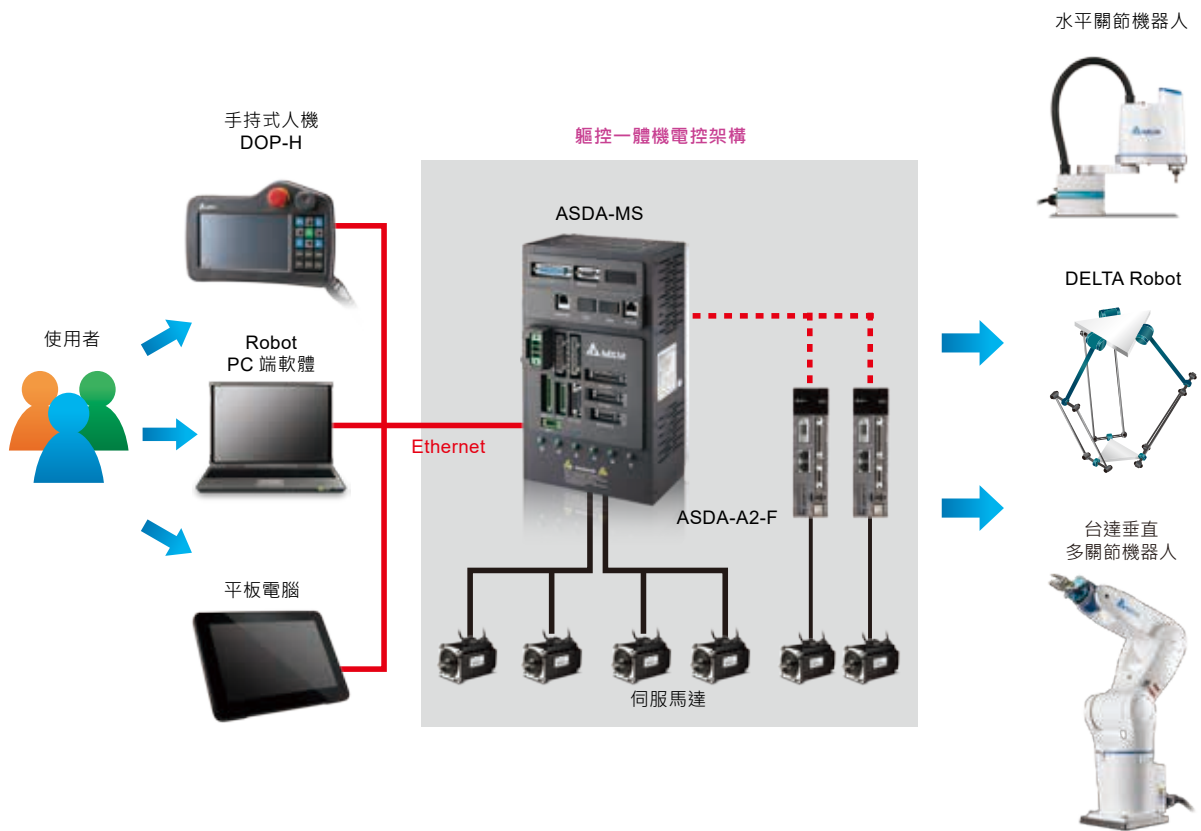 水平關節機器人
手持式人機
DOP-H
軀控一體機電控架構
ASDA-MS
DELTA Robot
使用者
Robot
PC 端軟體
Ethernet
ASDA-A2-F
台達垂直
多關節機器人
平板電腦
伺服馬達